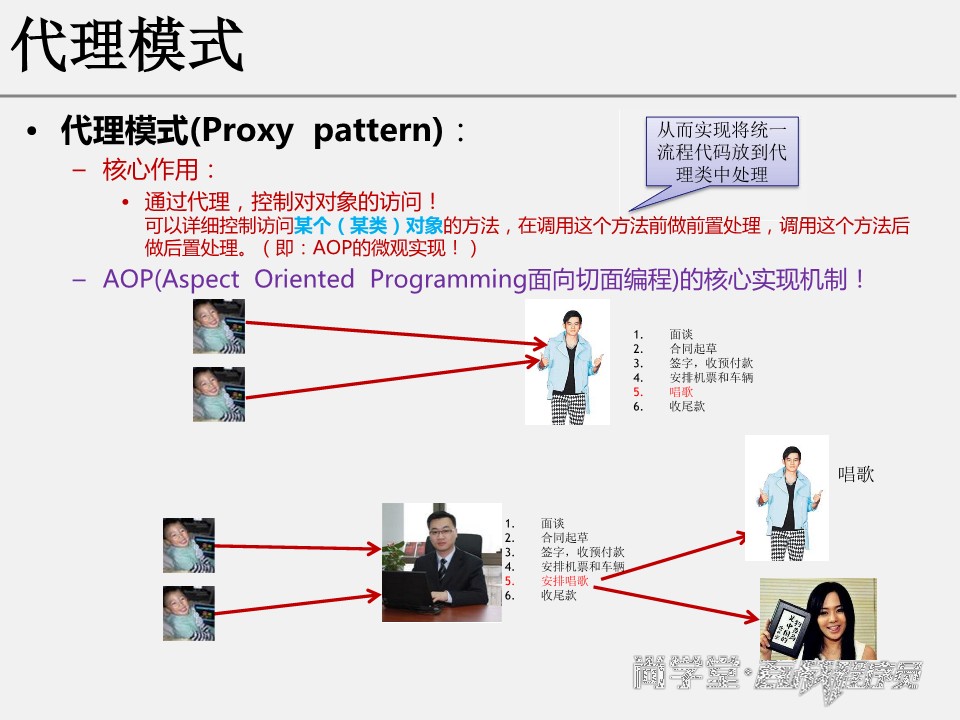 代理模式
• 代理模式(Proxy pattern)：
– 核心作用：
• 通过代理，控制对对象的访问！
可以详细控制访问某个（某类）对象的方法，在调用这个方法前做前置处理，调用这个方法后
做后置处理。（即：AOP的微观实现！）
– AOP(Aspect Oriented Programming面向切面编程)的核心实现机制！
从而实现将统一
流程代码放到代
理类中处理
1. 面谈
2. 合同起草
3. 签字，收预付款
4. 安排机票和车辆
5. 唱歌
6. 收尾款
唱歌
1. 面谈
2. 合同起草
3. 签字，收预付款
4. 安排机票和车辆
5. 安排唱歌
6. 收尾款
学堂